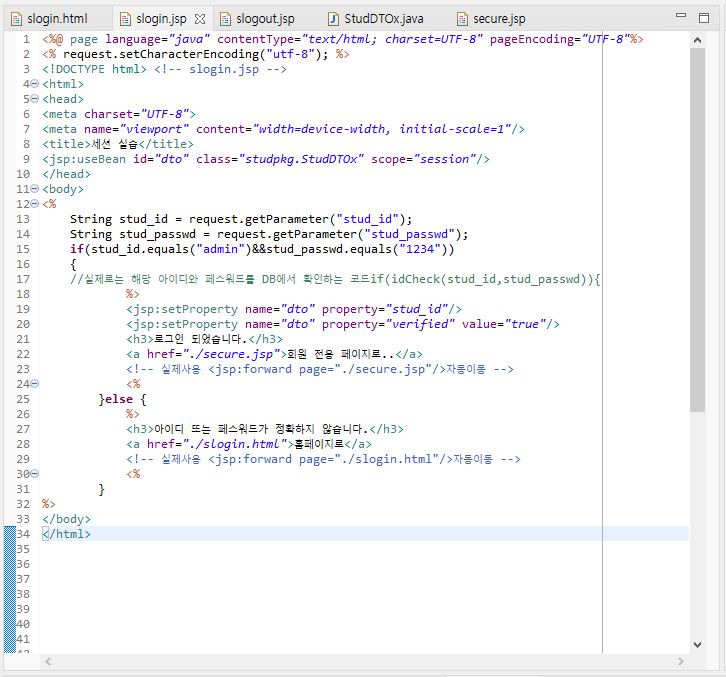 slogin.html slogin.jsp slogout.jsp StudDTOx.java secure.jsp
1 <%@ page language="java" contentType="text/html; charset=UTF-8" pageEncoding="UTF-8"%>
2 <% request.setCharacterEncoding("utf-8"); %>
3 <!DOCTYPE html> <!-- slogin.jsp -->
4 <html>
5 <head>
6 <meta charset="UTF-8">
7 <meta name="viewport" content="width=device-width, initial-scale=1"/>
8 <title>세션 실습</title>
9 <jsp:useBean id="dto" class="studpkg.StudDTOx" scope="session"/>
10 </head>
11 <body>
12 <%
13 String stud_id = request.getParameter("stud_id");
14 String stud_passwd = request.getParameter("stud_passwd");
15 if(stud_id.equals("admin")&&stud_passwd.equals("1234"))
16 {
17 //실제로는 해당 아이디와 페스워드를 DB에서 확인하는 코드if(idCheck(stud_id,stud_passwd)){
18 %>
19 <jsp:setProperty name="dto" property="stud_id"/>
20 <jsp:setProperty name="dto" property="verified" value="true"/>
21 <h3>로그인 되었습니다.</h3>
22 <a href="./secure.jsp">회원 전용 페이지로..</a>
23 <!-- 실제사용 <jsp:forward page="./secure.jsp"/>자동이동 -->
24 <%
25 }else {
26 %>
27 <h3>아이디 또는 페스워드가 정확하지 않습니다.</h3>
28 <a href="./slogin.html">홈페이지로</a>
29 <!-- 실제사용 <jsp:forward page="./slogin.html"/>자동이동 -->
30 <%
31 }
32 %>
33 </body>
34 </html>
35
36
37
38
39
40
41